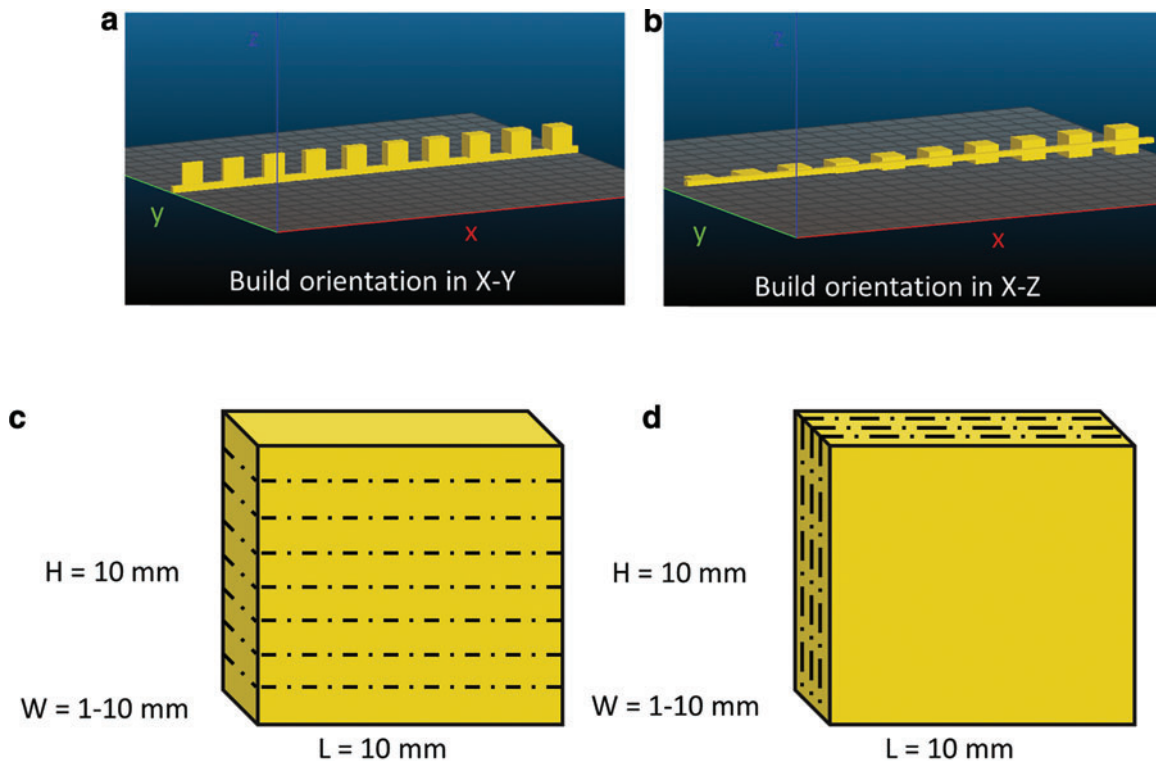 a
z
y
x
Build orientation in X-Y
b
z
y
x
Build orientation in X-Z
c
H = 10 mm
W = 1-10 mm
L = 10 mm
d
H = 10 mm
W = 1-10 mm
L = 10 mm